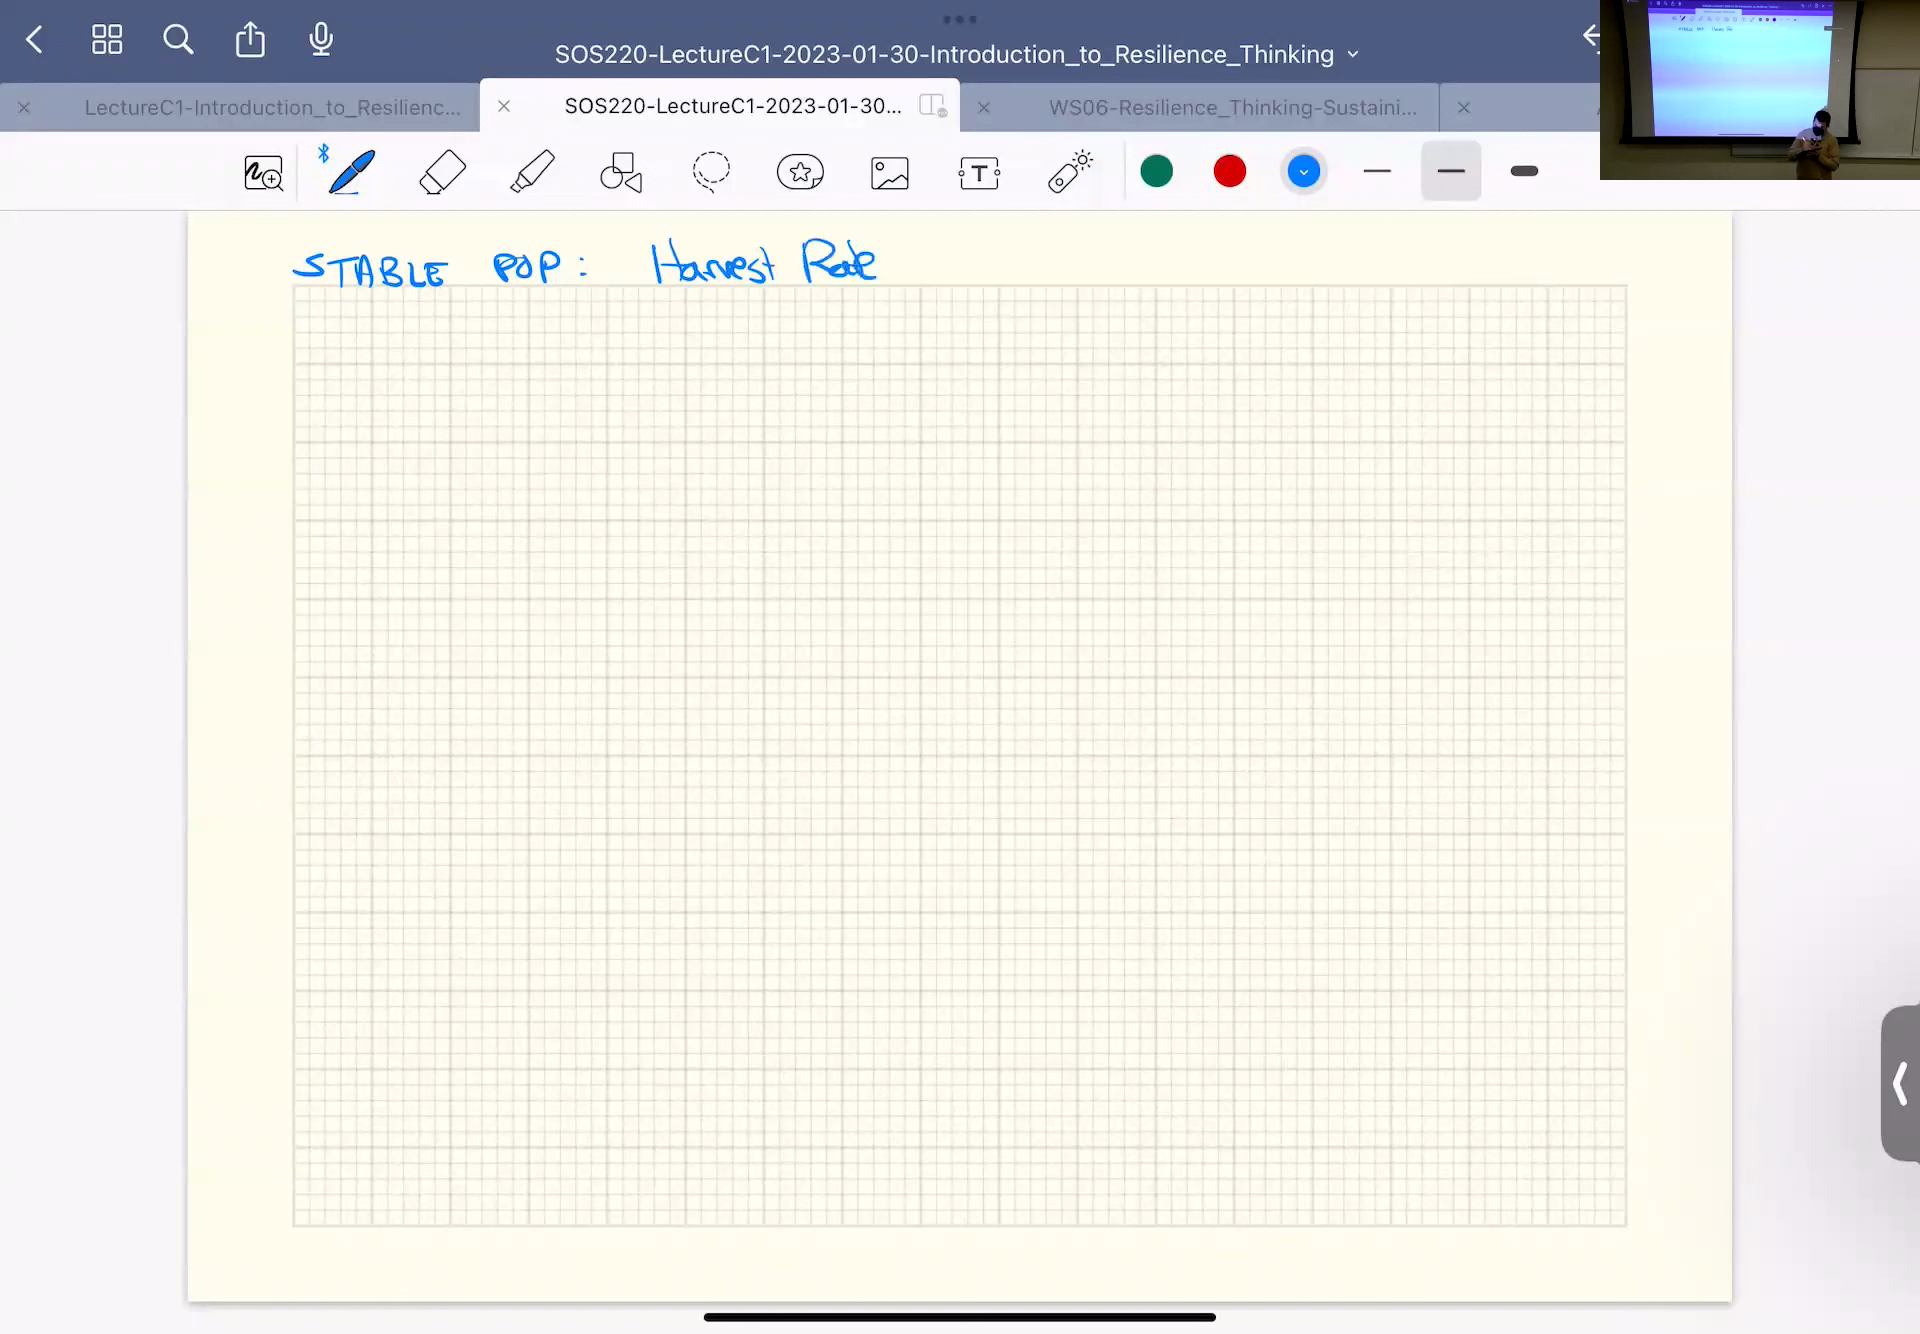 SOS220-LectureC1-2023-01-30-Introduction_to_Resilience_Thinking
LectureC1-Introduction_to_Resilienc...
SOS220-LectureC1-2023-01-30...
WS06-Resilience_Thinking-Sustaini...
T
STABLE POP: Harvest Rate